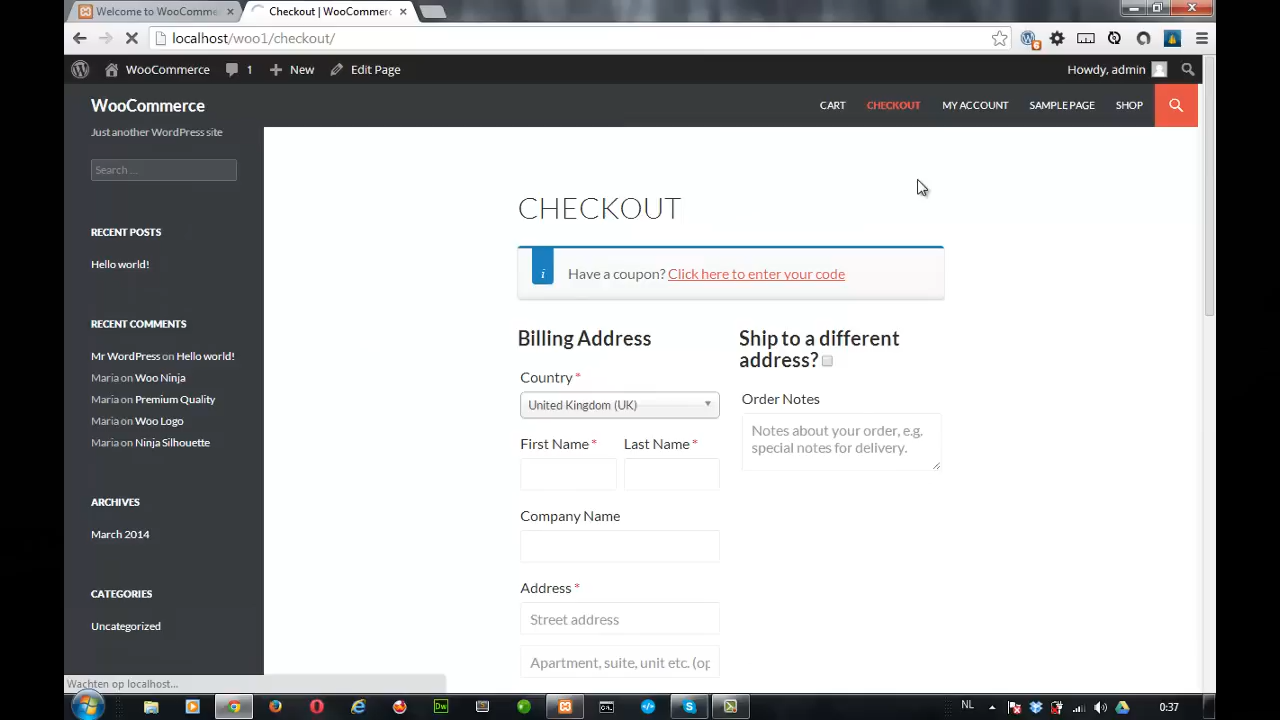 Welcome to WooComme
Checkout | WooCommerc
localhost/woo1/checkout/
WooCommerce
1
New
Edit Page
Howdy, admin
WooCommerce
CART
CHECKOUT
MY ACCOUNT
SAMPLE PAGE
SHOP
Just another WordPress site
Search ...
RECENT POSTS
Hello world!
RECENT COMMENTS
Mr WordPress on Hello world!
Maria on Woo Ninja
Maria on Premium Quality
Maria on Woo Logo
Maria on Ninja Silhouette
ARCHIVES
March 2014
CATEGORIES
Uncategorized
CHECKOUT
i Have a coupon? Click here to enter your code
Billing Address
Country *
United Kingdom (UK)
First Name * Last Name *
Company Name
Address *
Street address
Apartment, suite, unit etc. (op
Ship to a different
address?
Order Notes
Notes about your order, e.g.
special notes for delivery.
Wachten op localhost...
Dw
NL
0:37